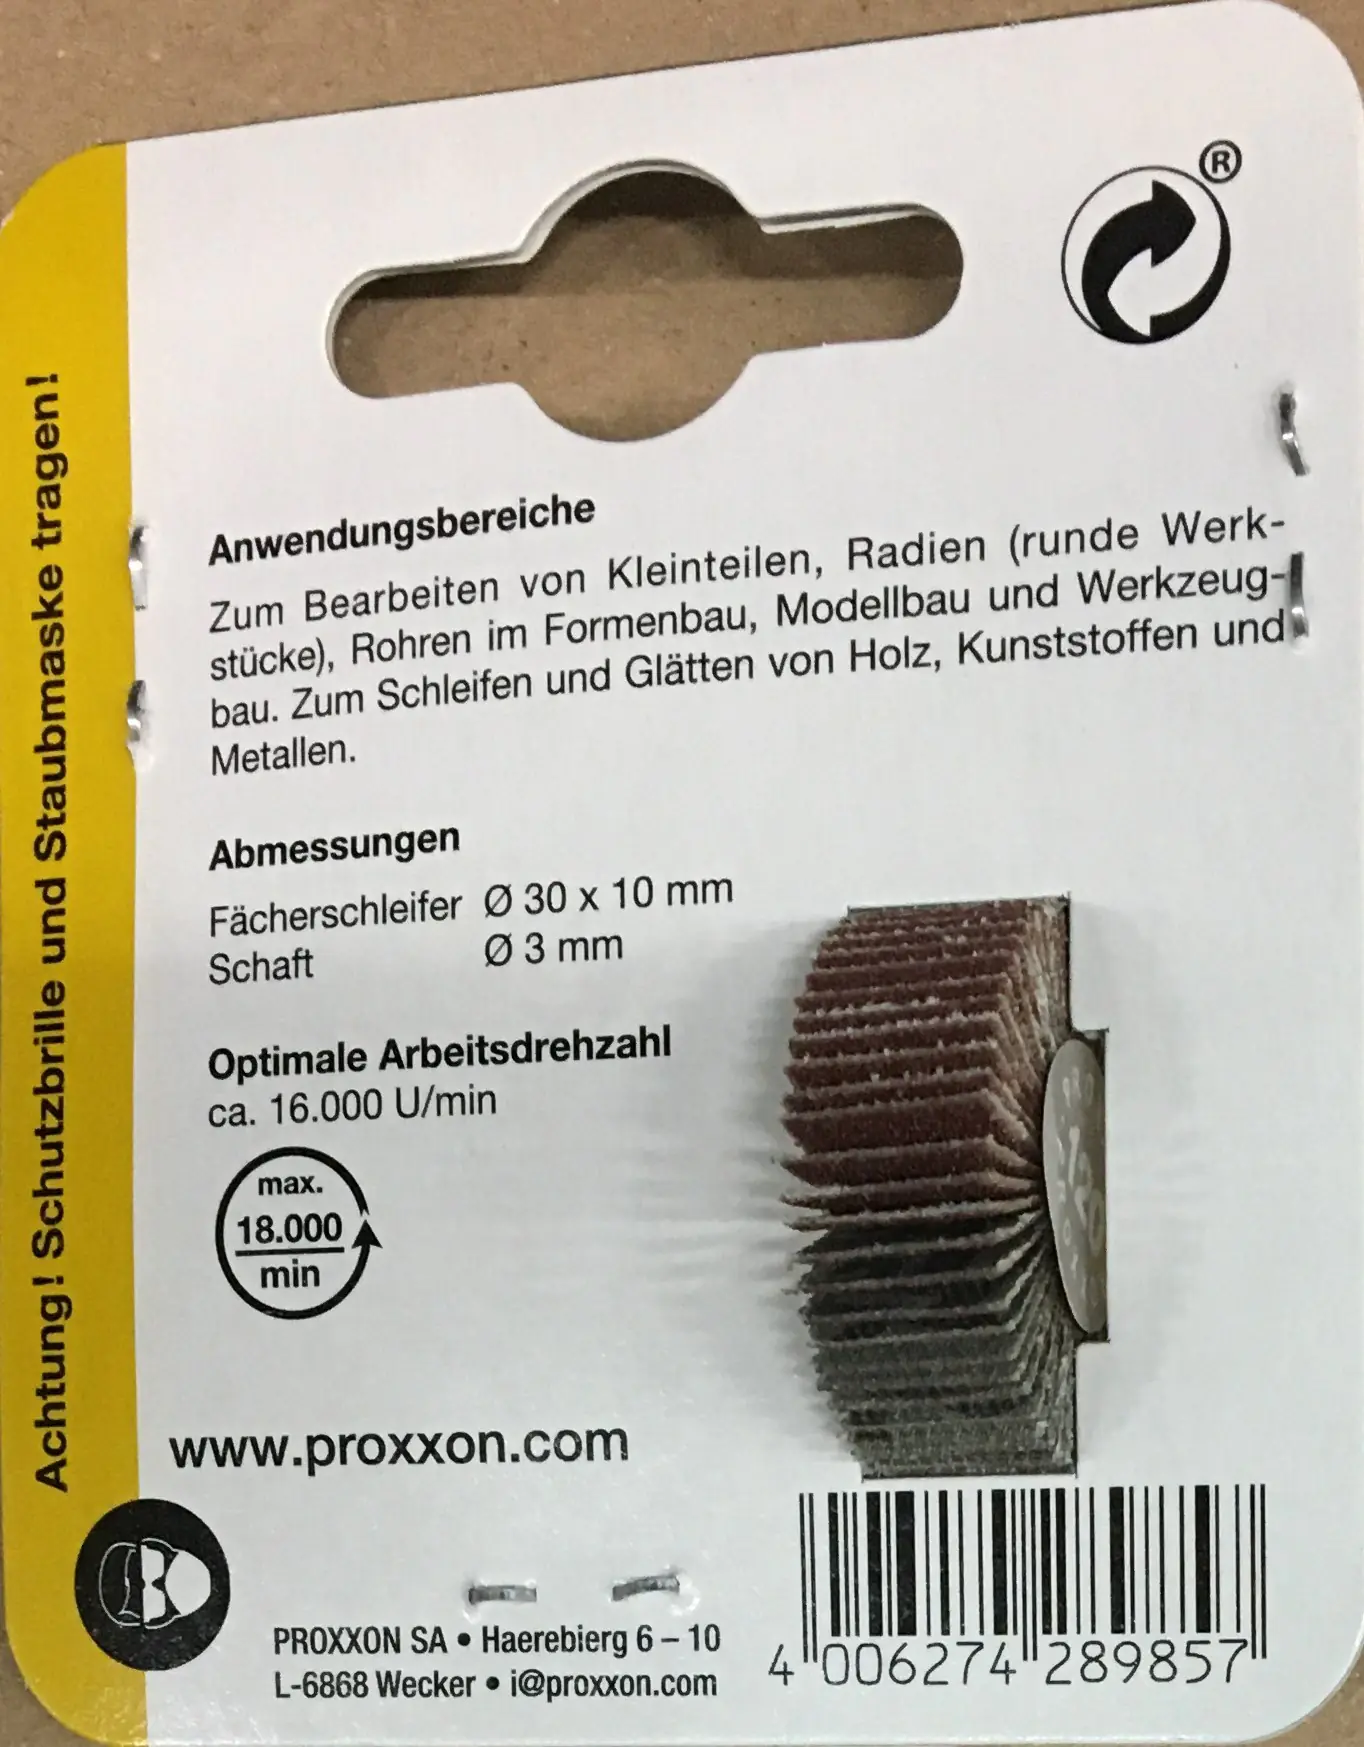 ®
Achtung! Schutzbrille und Staubmaske tragen!
Anwendungsbereiche
Zum Bearbeiten von Kleinteilen, Radien (runde Werk-
stücke), Rohren im Formenbau, Modellbau und Werkzeug-
bau. Zum Schleifen und Glätten von Holz, Kunststoffen und
Metallen.
Abmessungen
Fächerschleifer Ø 30 x 10 mm
Schaft Ø 3 mm
Optimale Arbeitsdrehzahl
ca. 16.000 U/min
max.
18.000
min
www.proxxon.com
PROXXON SA • Haerebierg 6 – 10
L-6868 Wecker • i@proxxon.com
4 006274 289857